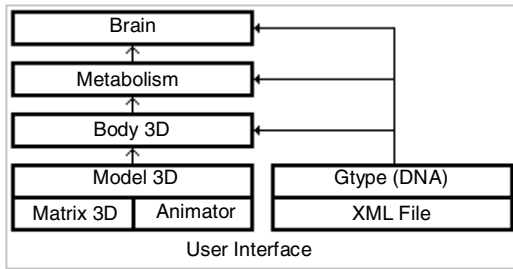 Brain
Metabolism
Body 3D
Model 3D
Gtype (DNA)
Matrix 3D
Animator
XML File
User Interface